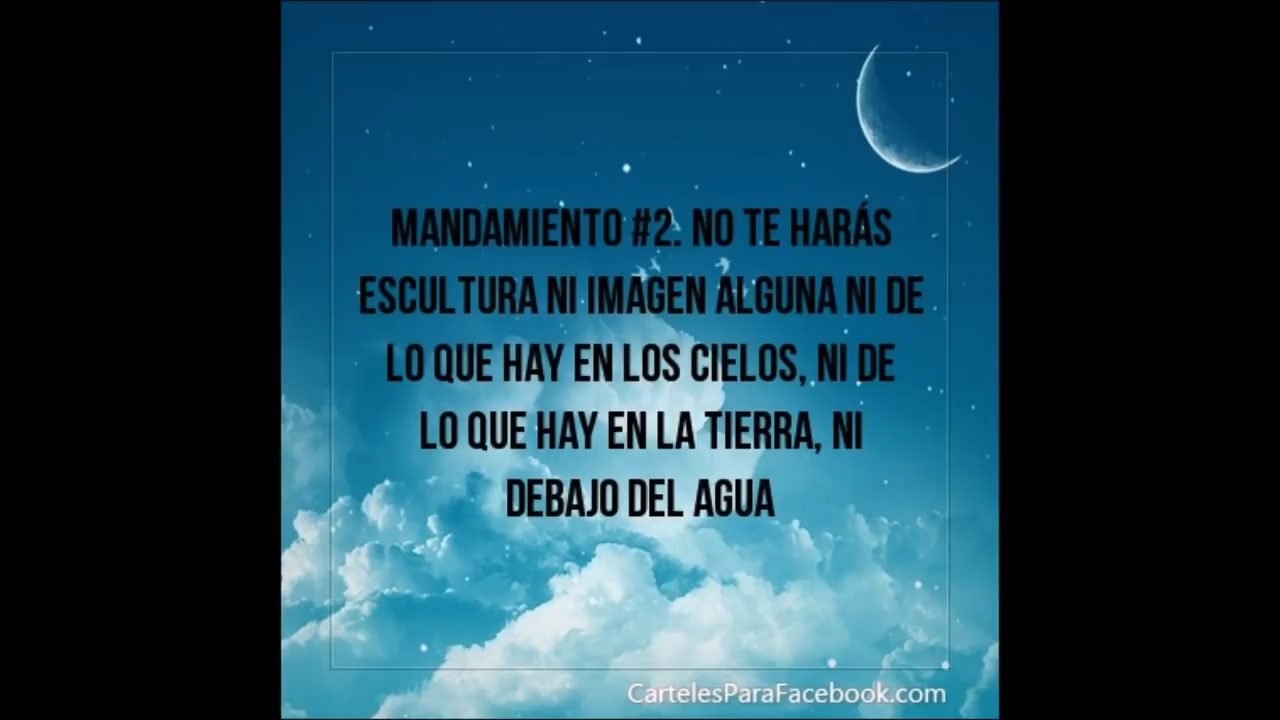 MANDAMIENTO #2. NO TE HARÁS
ESCULTURA NI IMAGEN ALGUNA NI DE
LO QUE HAY EN LOS CIELOS, NI DE
LO QUE HAY EN LA TIERRA, NI
DEBAJO DEL AGUA
CartelesParaFacebook.com